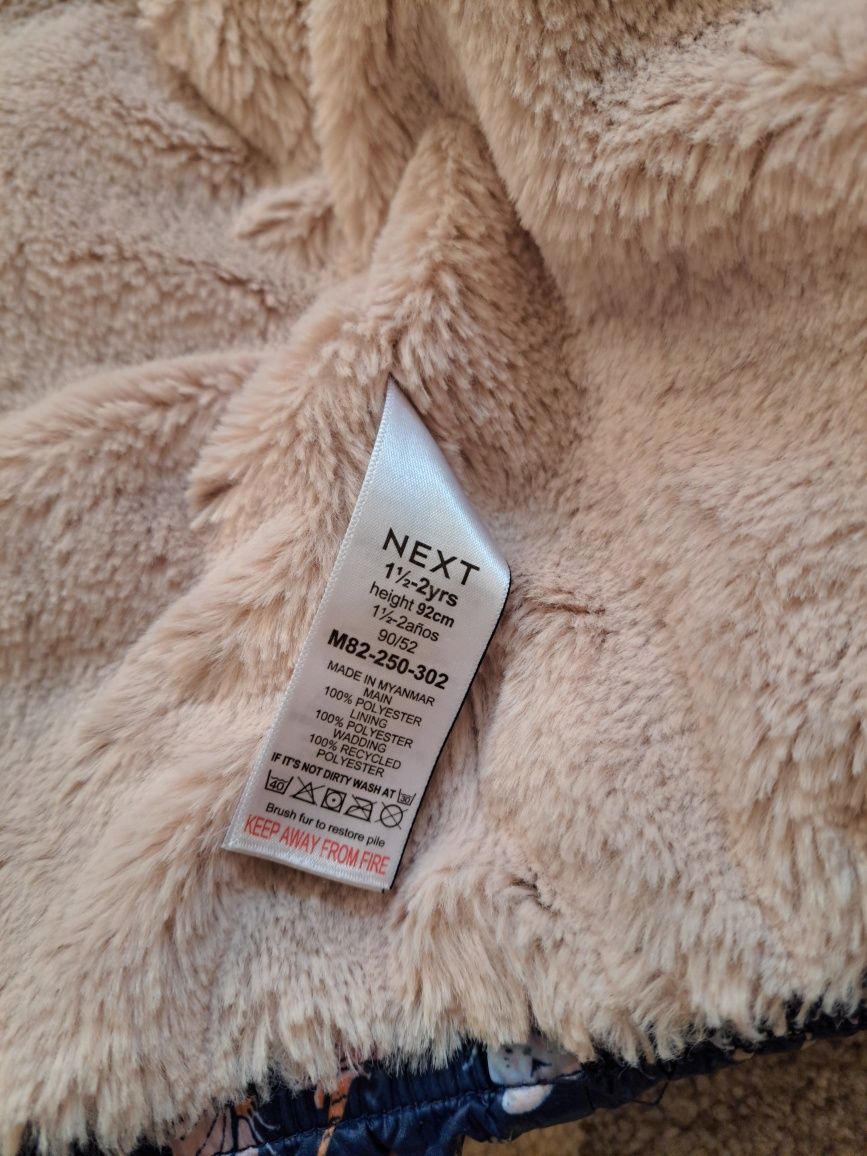 NEXT
1½-2yrs
height 92cm
1½-2años
90/52
M82-250-302
MADE IN MYANMAR
MAIN
100% POLYESTER
LINING
100% POLYESTER
WADDING
100% RECYCLED
POLYESTER
IF IT'S NOT DIRTY WASH AT 30
40
Brush fur to restore pile
KEEP AWAY FROM FIRE